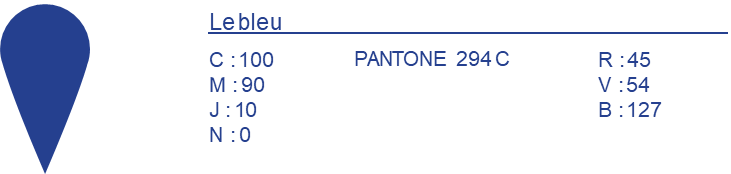 Le bleu
C : 100 PANTONE 294 C R : 45
M : 90 V : 54
J : 10 B : 127
N : 0